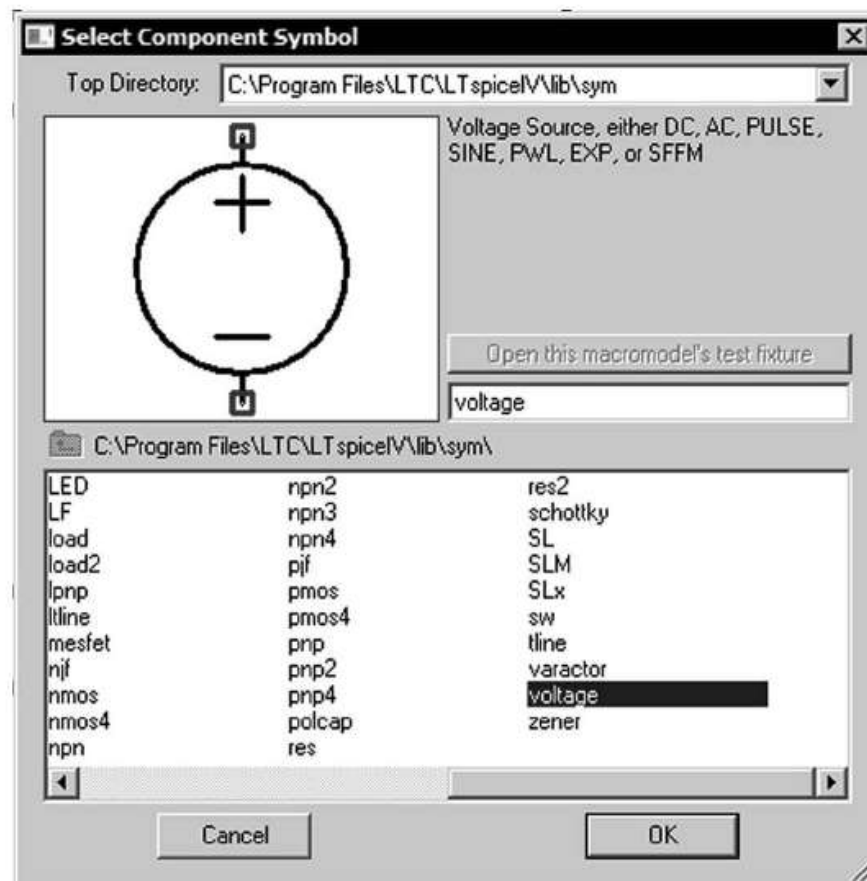 Select Component Symbol
Top Directory: C:\Program Files\LTC\LTspiceIV\lib\sym
Voltage Source, either DC, AC, PULSE,
SINE, PWL, EXP, or SFFM
Open this macromodel's test fixture
voltage
C:\Program Files\LTC\LTspiceIV\lib\sym\
LED npn2 res2
LF npn3 schottky
load npn4 SL
load2 pjf SLM
lpnp pmos SLx
ltline pmos4 sw
mesfet pnp tline
njf pnp2 varactor
nmos pnp4 voltage
nmos4 polcap zener
npn res
Cancel OK